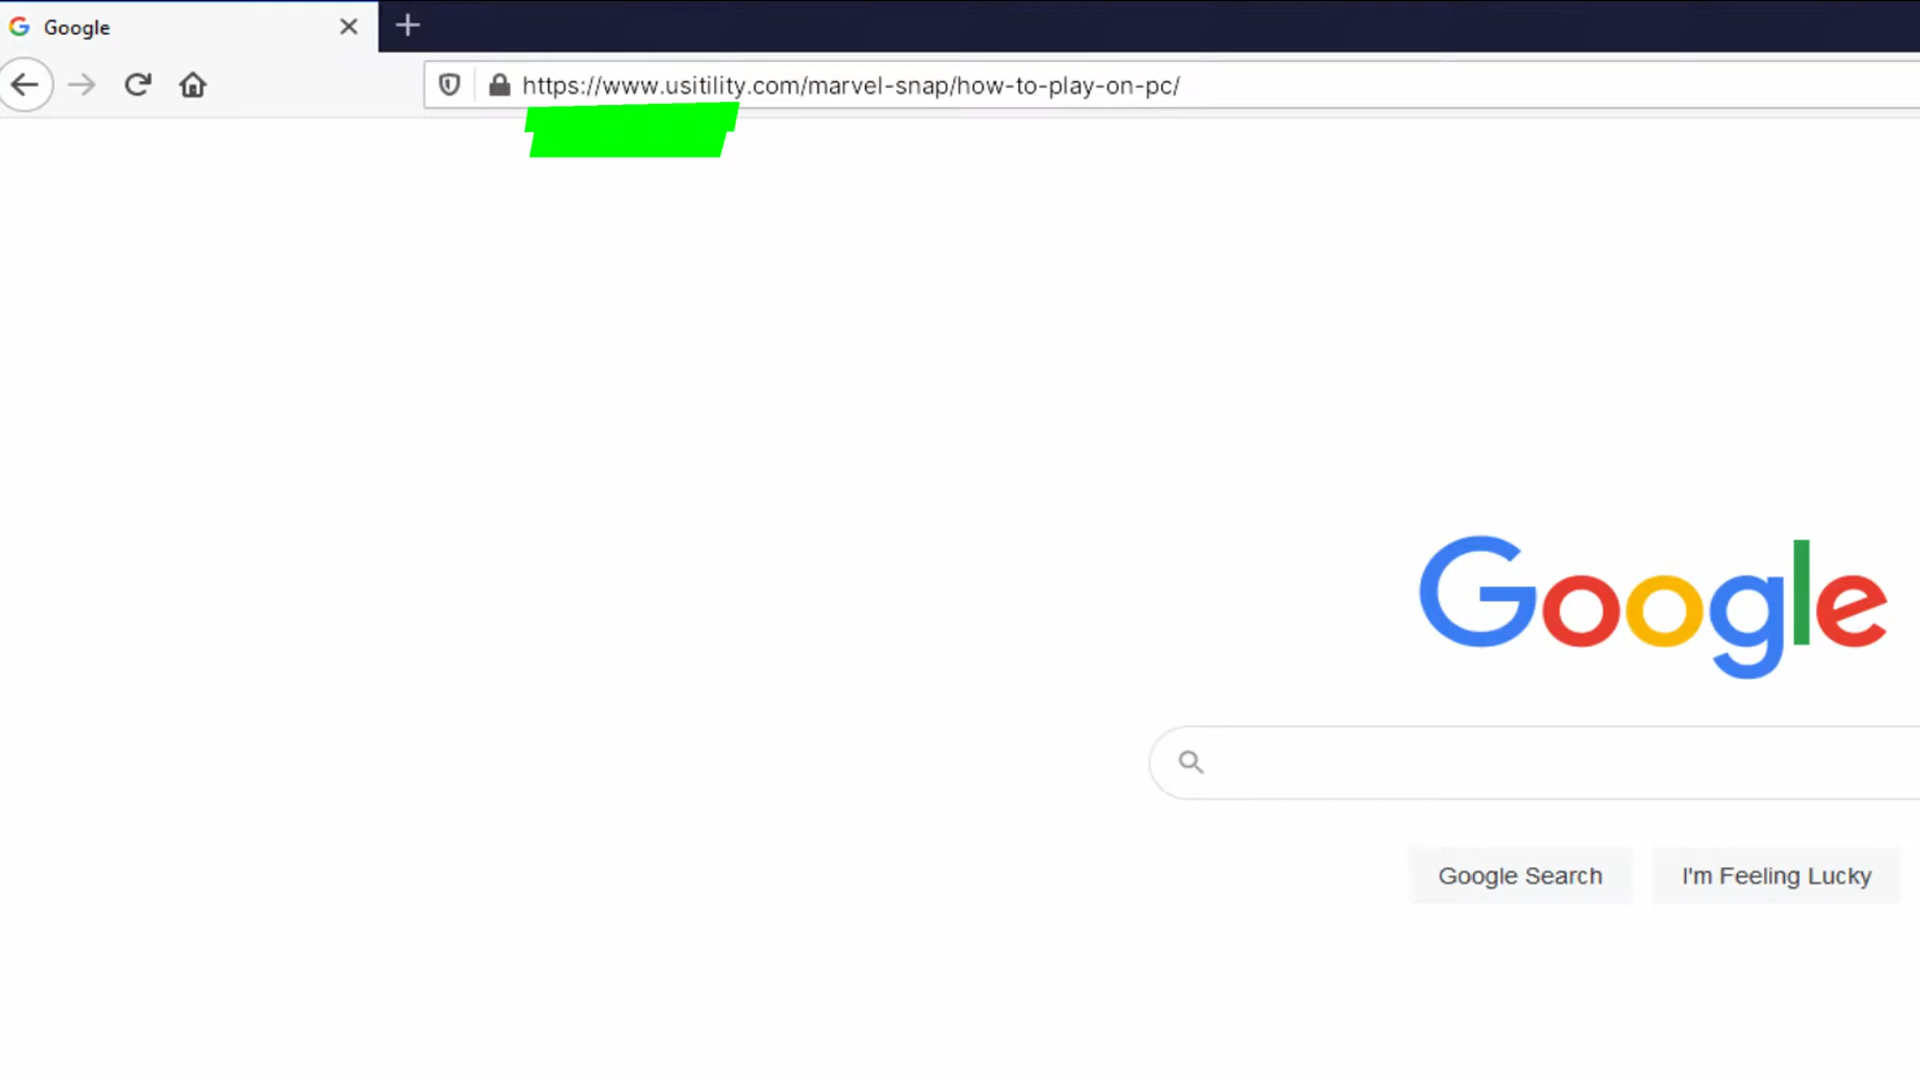 Google
https://www.usitility.com/marvel-snap/how-to-play-on-pc/
Google
Google Search
I'm Feeling Lucky